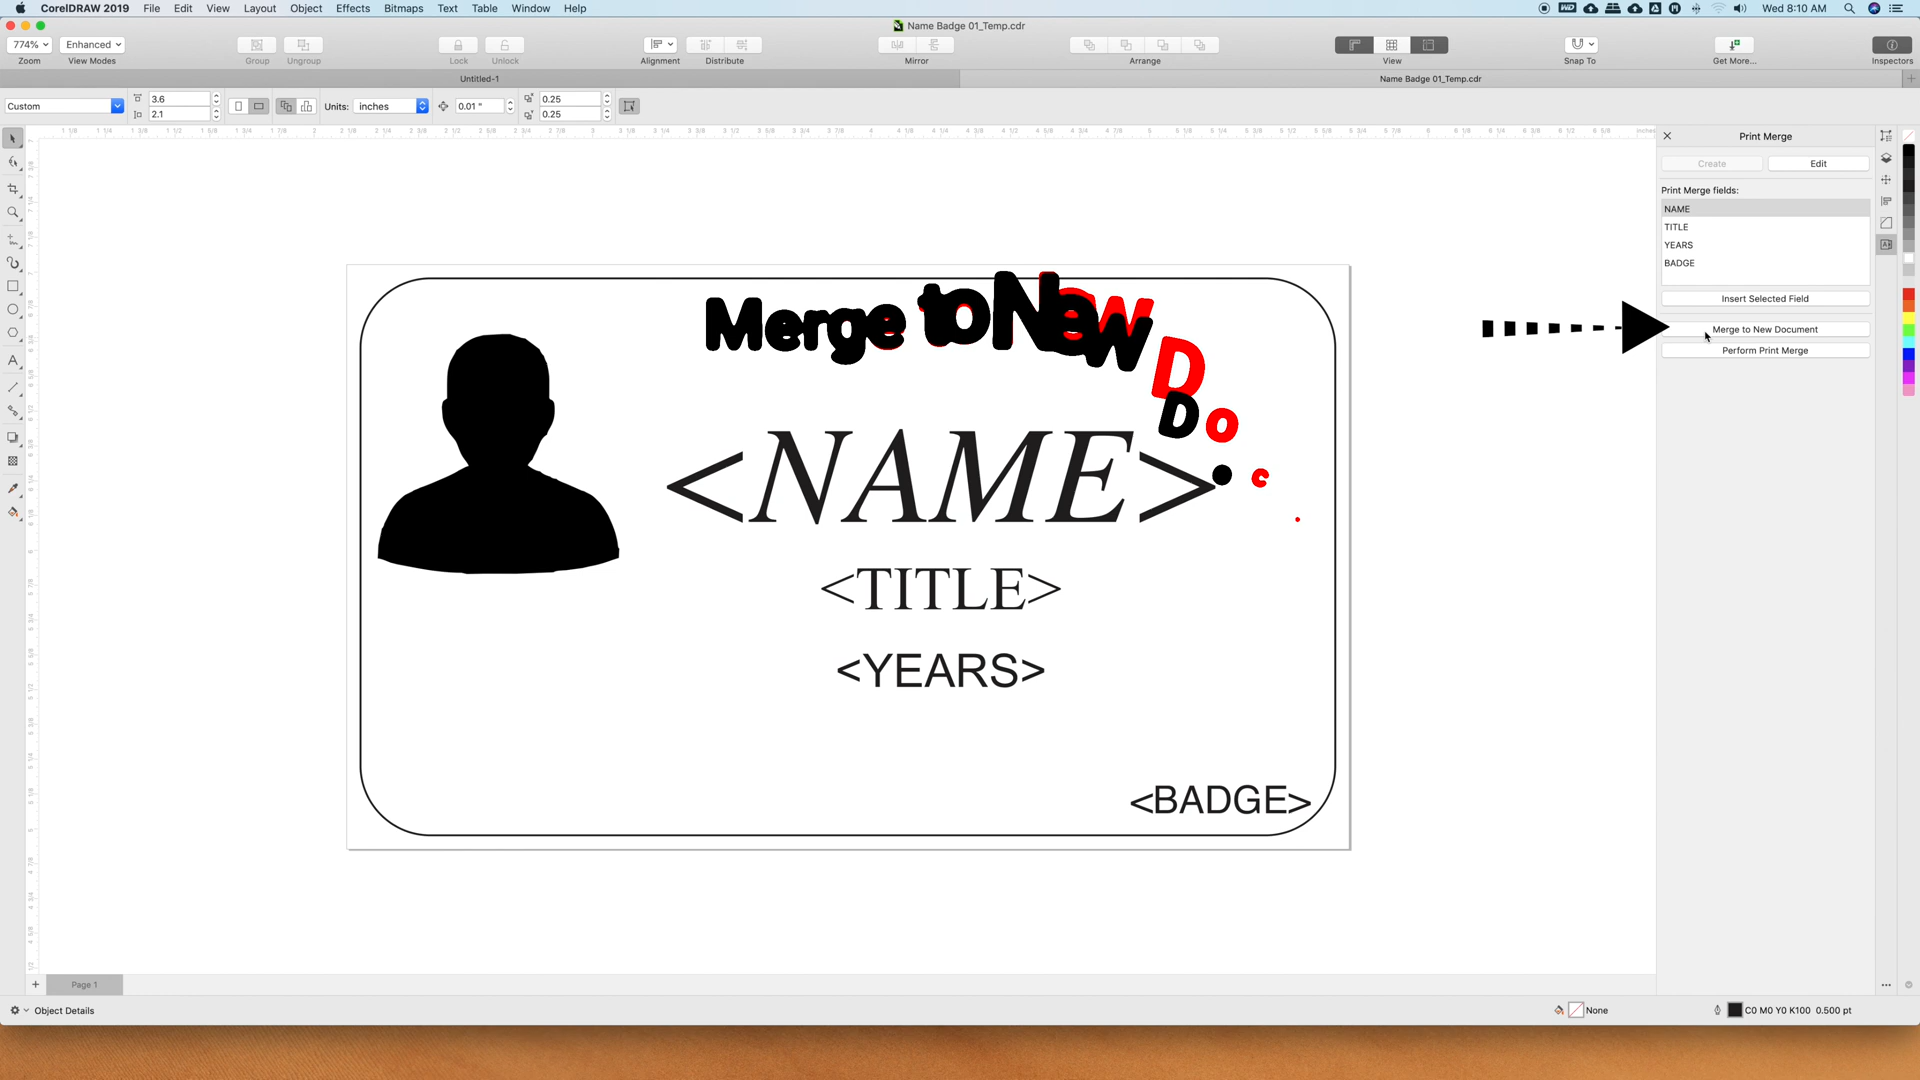 CorelDRAW 2019 File Edit View Layout Object Effects Bitmaps Text Table Window Help Wed 8:10 AM
Name Badge 01_Temp.cdr
774% Enhanced
Zoom View Modes Group Ungroup Lock Unlock Alignment Distribute Mirror Arrange View Snap To Get More... Inspectors
Untitled-1 Name Badge 01_Temp.cdr
Custom 3.6 2.1 Units: inches 0.01 " 0.25 0.25
Print Merge
Create Edit
Print Merge fields:
NAME
TITLE
YEARS
BADGE
Insert Selected Field
Merge to New Document
Perform Print Merge
Merge to New Doc
<NAME>
<TITLE>
<YEARS>
<BADGE>
Page 1
Object Details None C0 M0 Y0 K100 0.500 pt